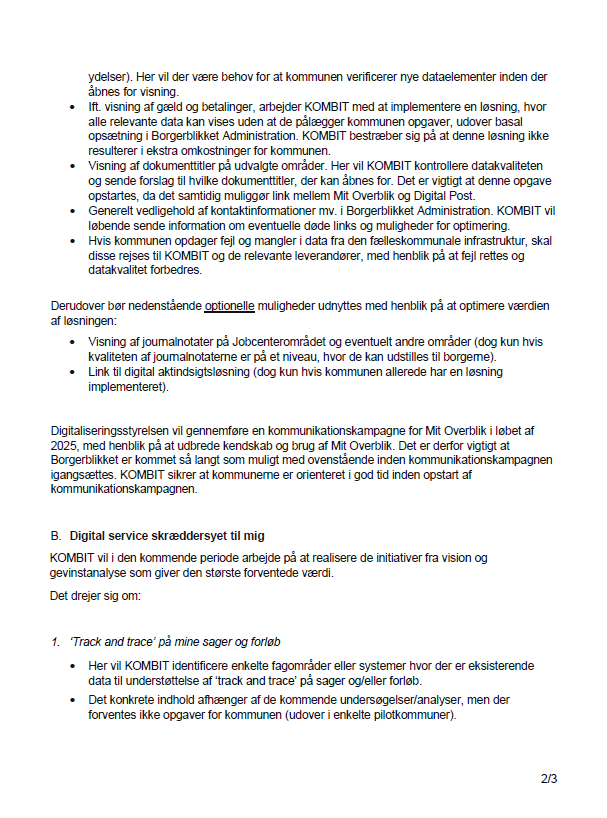 ydelser). Her vil der være behov for at kommunen verificerer nye dataelementer inden der
åbnes for visning.
• Ift. visning af gæld og betalinger, arbejder KOMBIT med at implementere en løsning, hvor
alle relevante data kan vises uden at de pålægger kommunen opgaver, udover basal
opsætning i Borgerblikket Administration. KOMBIT bestræber sig på at denne løsning ikke
resulterer i ekstra omkostninger for kommunen.
• Visning af dokumenttitler på udvalgte områder. Her vil KOMBIT kontrollere datakvaliteten
og sende forslag til hvilke dokumenttitler, der kan åbnes for. Det er vigtigt at denne opgave
opstartes, da det samtidig muliggør link mellem Mit Overblik og Digital Post.
• Generelt vedligehold af kontaktinformationer mv. i Borgerblikket Administration. KOMBIT vil
løbende sende information om eventuelle døde links og muligheder for optimering.
• Hvis kommunen opdager fejl og mangler i data fra den fælleskommunale infrastruktur, skal
disse rejses til KOMBIT og de relevante leverandører, med henblik på at fejl rettes og
datakvalitet forbedres.
Derudover bør nedenstående optionelle muligheder udnyttes med henblik på at optimere værdien
af løsningen:
• Visning af journalnotater på Jobcenterområdet og eventuelt andre områder (dog kun hvis
kvaliteten af journalnotaterne er på et niveau, hvor de kan udstilles til borgerne).
• Link til digital aktindsigtsløsning (dog kun hvis kommunen allerede har en løsning
implementeret).
Digitaliseringsstyrelsen vil gennemføre en kommunikationskampagne for Mit Overblik i løbet af
2025, med henblik på at udbrede kendskab og brug af Mit Overblik. Det er derfor vigtigt at
Borgerblikket er kommet så langt som muligt med ovenstående inden kommunikationskampagnen
igangsættes. KOMBIT sikrer at kommunerne er orienteret i god tid inden opstart af
kommunikationskampagnen.
B. Digital service skræddersyet til mig
KOMBIT vil i den kommende periode arbejde på at realisere de initiativer fra vision og
gevinstanalyse som giver den største forventede værdi.
Det drejer sig om:
1. ‘Track and trace’ på mine sager og forløb
• Her vil KOMBIT identificere enkelte fagområder eller systemer hvor der er eksisterende
data til understøttelse af ‘track and trace’ på sager og/eller forløb.
• Det konkrete indhold afhænger af de kommende undersøgelser/analyser, men der
forventes ikke opgaver for kommunen (udover i enkelte pilotkommuner).
2/3